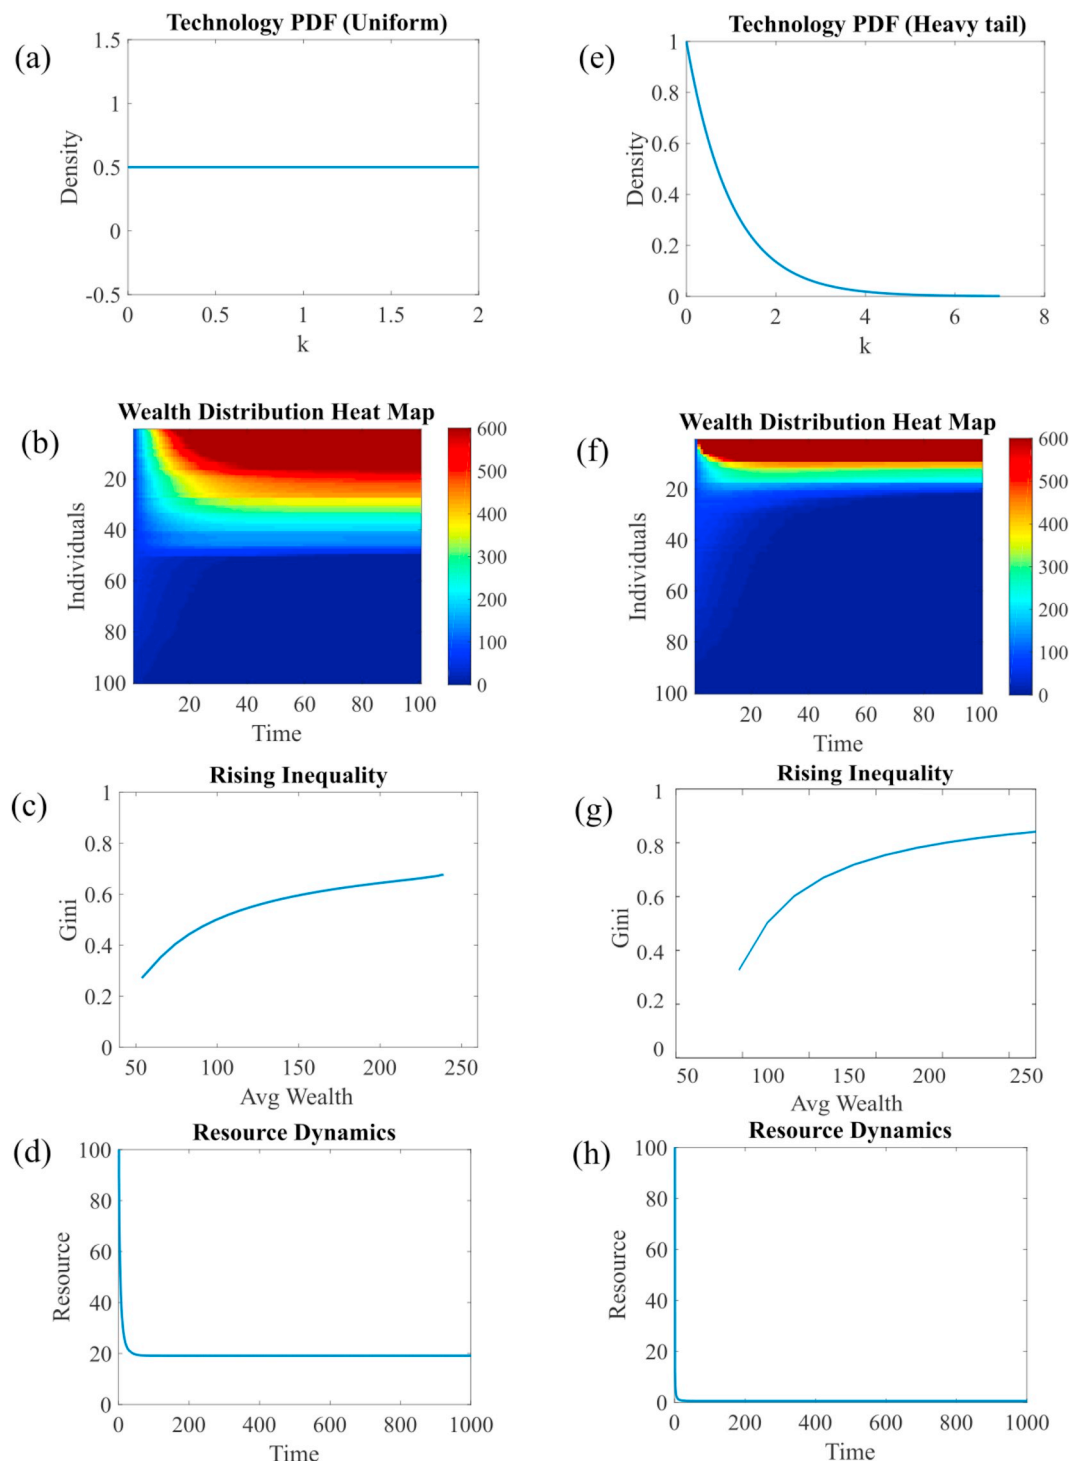 Technology PDF (Uniform)
(a)
1.5
1
0.5
0
-0.5
Density
0 0.5 1 1.5 2
k
Technology PDF (Heavy tail)
(e)
1
0.8
0.6
0.4
0.2
0
Density
0 2 4 6 8
k
Wealth Distribution Heat Map
(b)
20
40
60
80
100
Individuals
20 40 60 80 100
Time
600
500
400
300
200
100
0
Wealth Distribution Heat Map
(f)
20
40
60
80
100
Individuals
20 40 60 80 100
Time
600
500
400
300
200
100
0
Rising Inequality
(c)
1
0.8
0.6
0.4
0.2
0
Gini
50 100 150 200 250
Avg Wealth
Rising Inequality
(g)
1
0.8
0.6
0.4
0.2
0
Gini
50 100 150 200 250
Avg Wealth
Resource Dynamics
(d)
100
80
60
40
20
0
Resource
0 200 400 600 800 1000
Time
Resource Dynamics
(h)
100
80
60
40
20
0
Resource
0 200 400 600 800 1000
Time